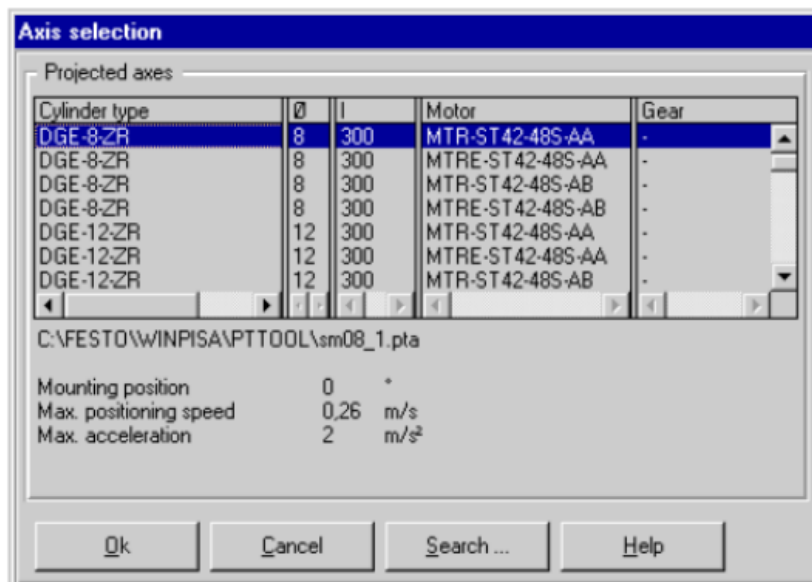 Axis selection
Projected axes
Cylinder type Ø l Motor Gear
DGE-8-ZR 8 300 MTR-ST42-48S-AA -
DGE-8-ZR 8 300 MTRE-ST42-48S-AA -
DGE-8-ZR 8 300 MTR-ST42-48S-AB -
DGE-8-ZR 8 300 MTRE-ST42-48S-AB -
DGE-12-ZR 12 300 MTR-ST42-48S-AA -
DGE-12-ZR 12 300 MTRE-ST42-48S-AA -
DGE-12-ZR 12 300 MTR-ST42-48S-AB -
C:\FESTO\WINPISA\PTTOOL\sm08_1.pta
Mounting position 0 °
Max. positioning speed 0,26 m/s
Max. acceleration 2 m/s²
Ok Cancel Search ... Help